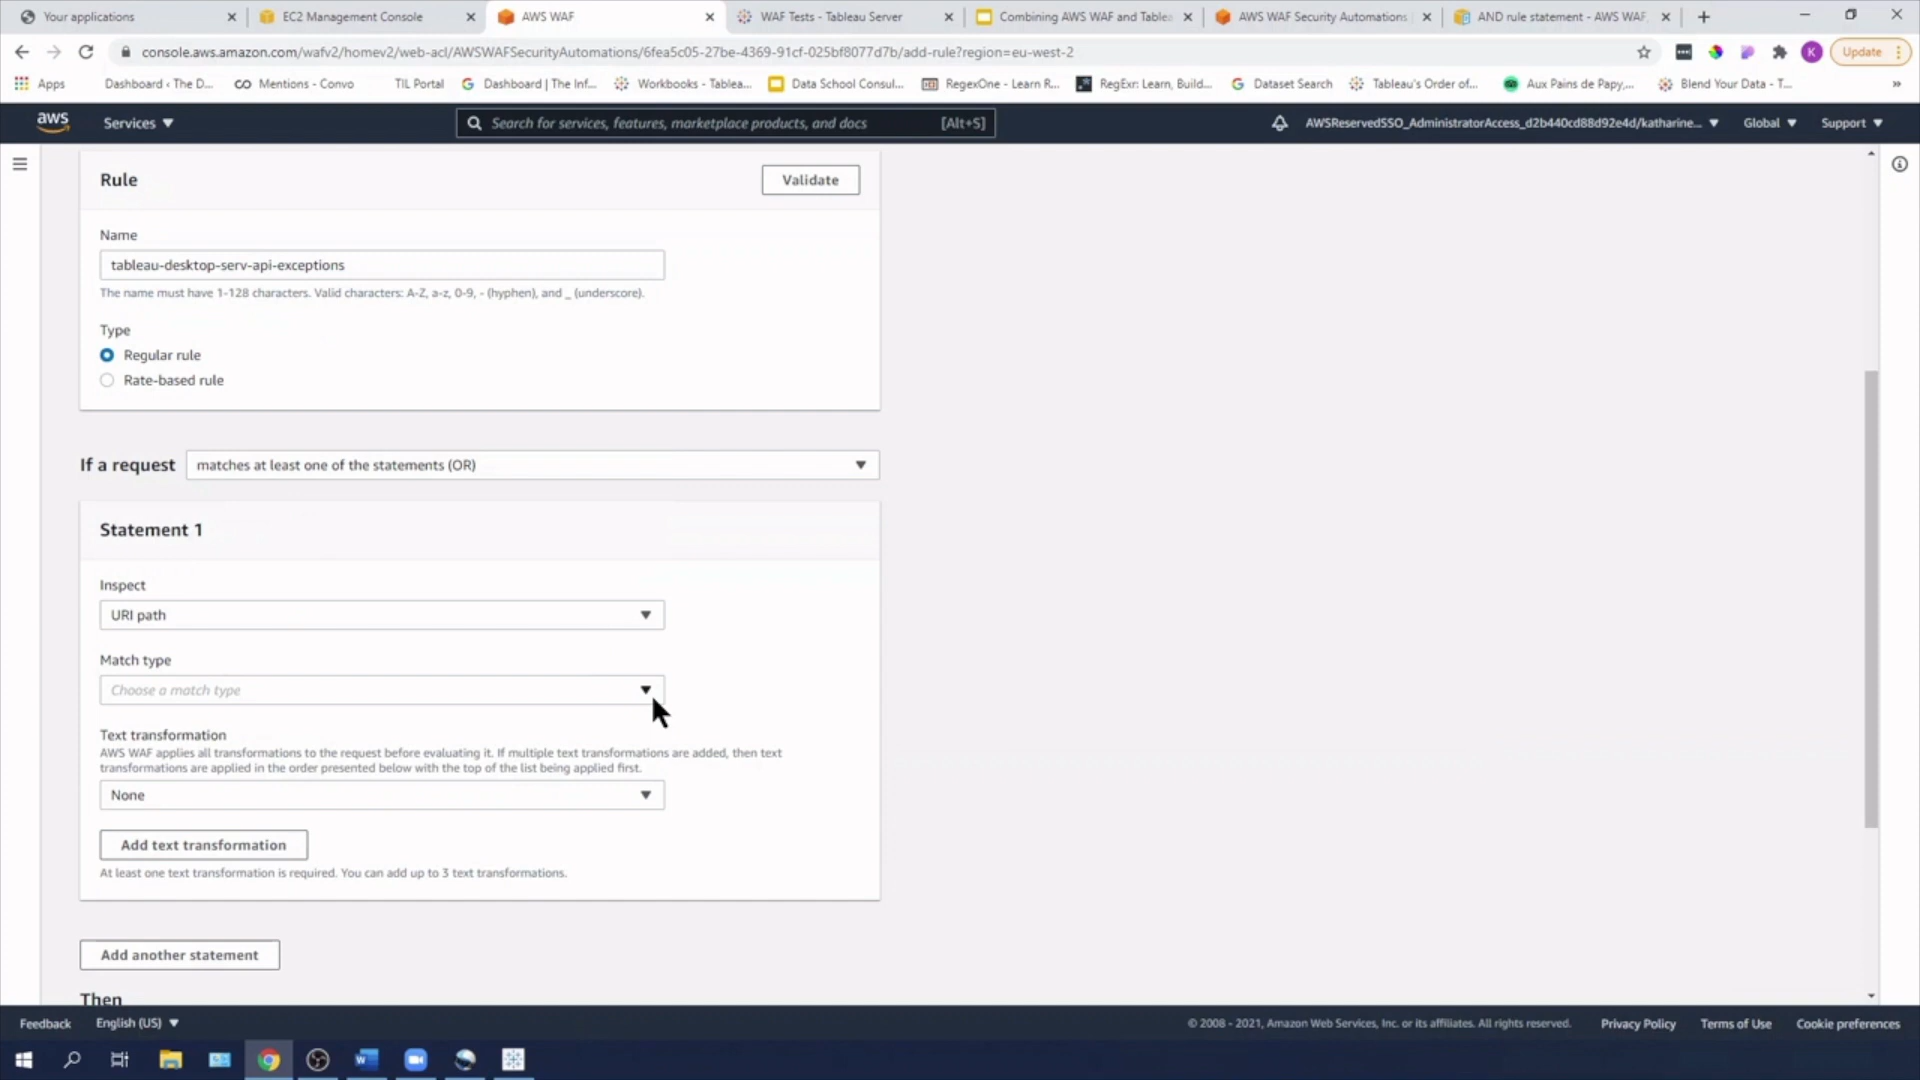 Your applications
EC2 Management Console
AWS WAF
WAF Tests - Tableau Server
Combining AWS WAF and Table
AWS WAF Security Automations
AND rule statement - AWS WAF,
console.aws.amazon.com/wafv2/homev2/web-acl/AWSWAFSecurityAutomations/6fea5c05-27be-4369-91cf-025bf8077d7b/add-rule?region=eu-west-2
K
Update
Apps
Dashboard ‹ The D...
Mentions - Convo
TIL Portal
Dashboard | The Inf...
Workbooks - Tablea...
Data School Consul...
RegexOne - Learn R...
RegExr: Learn, Build...
Dataset Search
Tableau's Order of...
Aux Pains de Papy,...
Blend Your Data - T...
»
aws
Services
Search for services, features, marketplace products, and docs
[Alt+S]
AWSReservedSSO_AdministratorAccess_d2b440cd88d92e4d/katharine...
Global
Support
Rule
Validate
Name
tableau-desktop-serv-api-exceptions
The name must have 1-128 characters. Valid characters: A-Z, a-z, 0-9, - (hyphen), and _ (underscore).
Type
Regular rule
Rate-based rule
If a request
matches at least one of the statements (OR)
Statement 1
Inspect
URI path
Match type
Choose a match type
Text transformation
AWS WAF applies all transformations to the request before evaluating it. If multiple text transformations are added, then text
transformations are applied in the order presented below with the top of the list being applied first.
None
Add text transformation
At least one text transformation is required. You can add up to 3 text transformations.
Add another statement
Then
Feedback
English (US)
© 2008 - 2021, Amazon Web Services, Inc. or its affiliates. All rights reserved.
Privacy Policy
Terms of Use
Cookie preferences